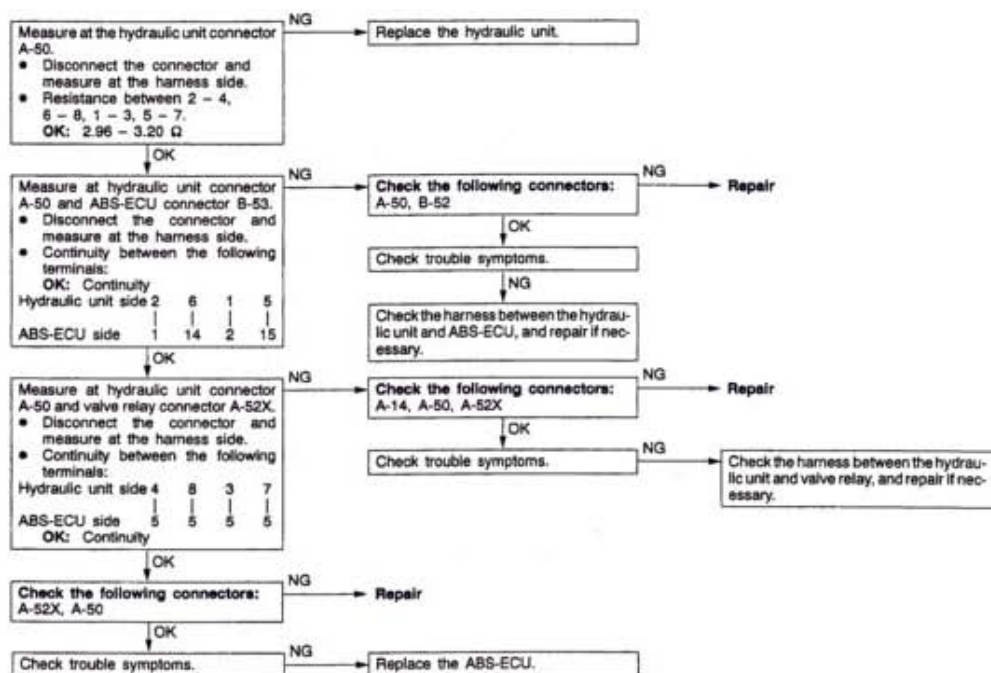 Measure at the hydraulic unit connector
A-50.
● Disconnect the connector and
measure at the harness side.
● Resistance between 2 – 4,
6 – 8, 1 – 3, 5 – 7.
OK: 2.96 – 3.20 Ω
NG
Replace the hydraulic unit.
OK
Measure at hydraulic unit connector
A-50 and ABS-ECU connector B-53.
● Disconnect the connector and
measure at the harness side.
● Continuity between the following
terminals:
OK: Continuity
Hydraulic unit side 2 6 1 5
ABS-ECU side 1 14 2 15
NG
Check the following connectors:
A-50, B-52
NG
Repair
OK
Check trouble symptoms.
NG
Check the harness between the hydrau-
lic unit and ABS-ECU, and repair if nec-
essary.
OK
Measure at hydraulic unit connector
A-50 and valve relay connector A-52X.
● Disconnect the connector and
measure at the harness side.
● Continuity between the following
terminals:
Hydraulic unit side 4 8 3 7
ABS-ECU side 5 5 5 5
OK: Continuity
NG
Check the following connectors:
A-14, A-50, A-52X
NG
Repair
OK
Check trouble symptoms.
NG
Check the harness between the hydrau-
lic unit and valve relay, and repair if nec-
essary.
OK
Check the following connectors:
A-52X, A-50
NG
Repair
OK
Check trouble symptoms.
NG
Replace the ABS-ECU.